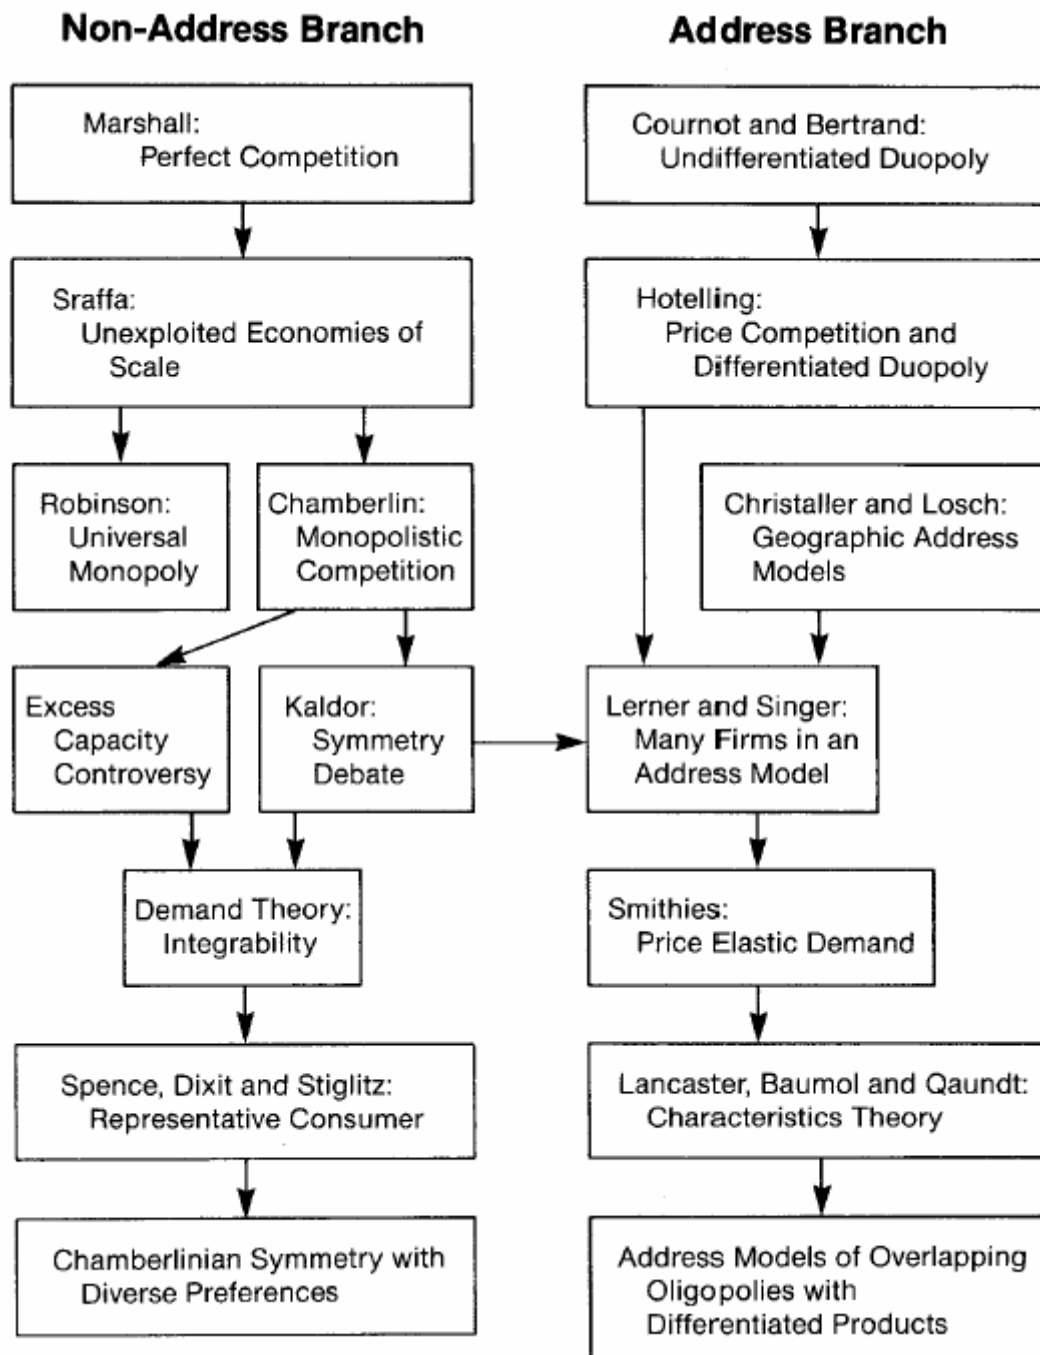 Non-Address Branch
Address Branch
Marshall:
Perfect Competition
Cournot and Bertrand:
Undifferentiated Duopoly
Sraffa:
Unexploited Economies of
Scale
Hotelling:
Price Competition and
Differentiated Duopoly
Robinson:
Universal
Monopoly
Chamberlin:
Monopolistic
Competition
Christaller and Losch:
Geographic Address
Models
Excess
Capacity
Controversy
Kaldor:
Symmetry
Debate
Lerner and Singer:
Many Firms in an
Address Model
Demand Theory:
Integrability
Smithies:
Price Elastic Demand
Spence, Dixit and Stiglitz:
Representative Consumer
Lancaster, Baumol and Qaundt:
Characteristics Theory
Chamberlinian Symmetry with
Diverse Preferences
Address Models of Overlapping
Oligopolies with
Differentiated Products